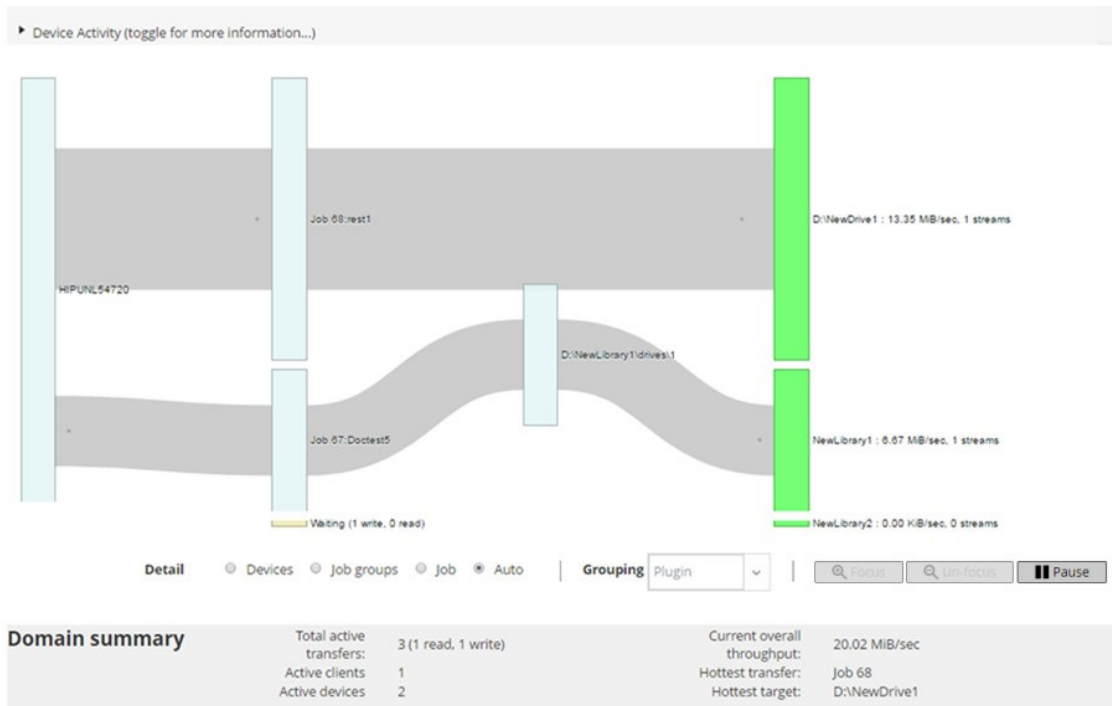 Device Activity (toggle for more information...)
Job 68:rest1
D:\NewDrive1 : 13.35 MiB/sec, 1 streams
HIPUNL54720
D:\NewLibrary1\drives\1
Job 67:Doctest5
NewLibrary1 : 6.67 MiB/sec, 1 streams
Waiting (1 write, 0 read)
NewLibrary2 : 0.00 KiB/sec, 0 streams
Detail Devices Job groups Job Auto Grouping Plugin Focus Un-focus Pause
Domain summary
Total active transfers: 3 (1 read, 1 write)
Active clients 1
Active devices 2
Current overall throughput: 20.02 MiB/sec
Hottest transfer: Job 68
Hottest target: D:\NewDrive1